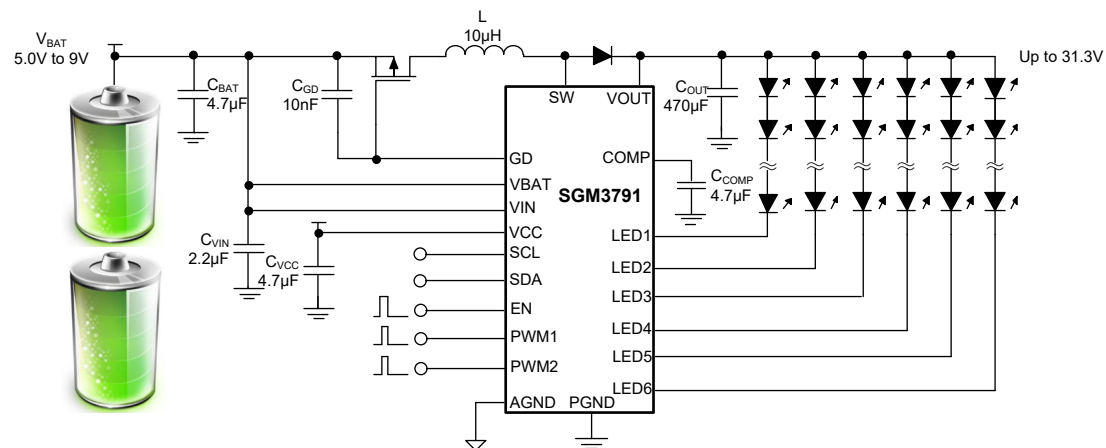 L
10µH
VBAT
5.0V to 9V
Up to 31.3V
CBAT
4.7µF
CGD
10nF
SW
VOUT
COUT
470µF
GD
COMP
VBAT
SGM3791
CCOMP
4.7µF
VIN
VCC
LED1
CVIN
2.2µF
CVCC
4.7µF
SCL
SDA
LED2
EN
LED3
PWM1
LED4
PWM2
LED5
LED6
AGND
PGND